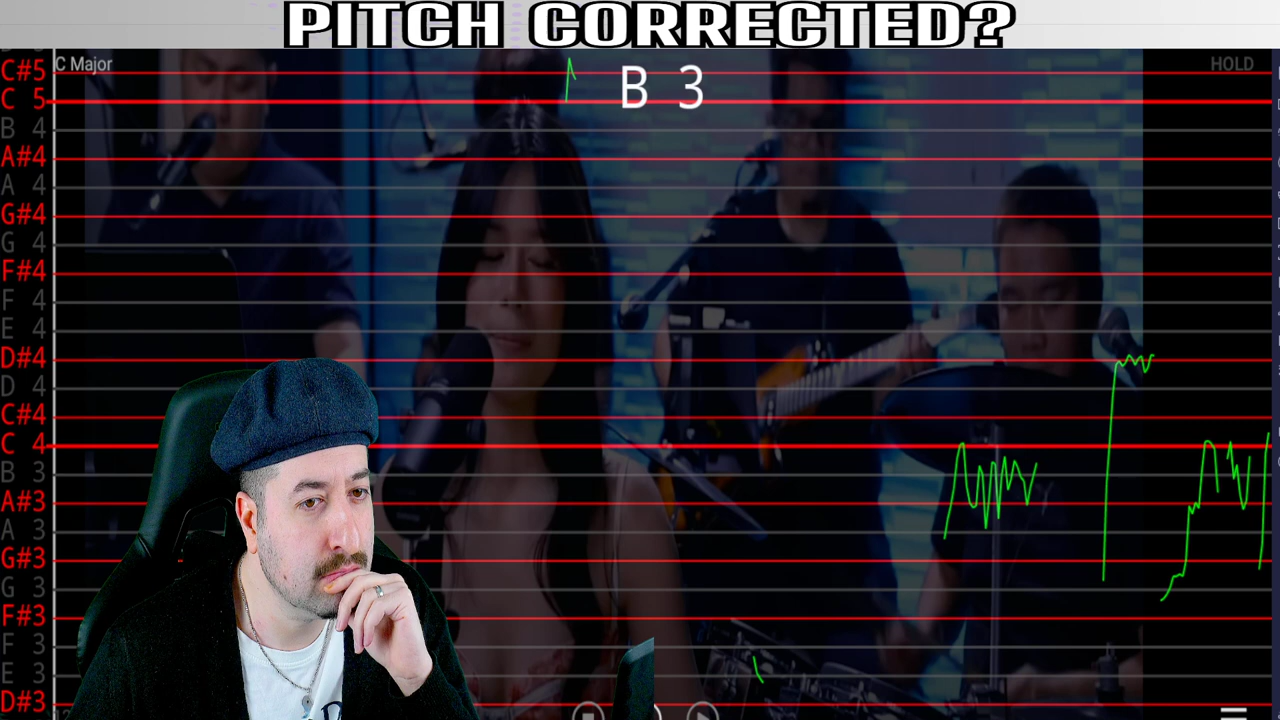 PITCH CORRECTED?
C Major
HOLD
B 3
C#5
C 5
B 4
A#4
A 4
G#4
G 4
F#4
F 4
E 4
D#4
D 4
C#4
C 4
B 3
A#3
A 3
G#3
G 3
F#3
F 3
E 3
D#3